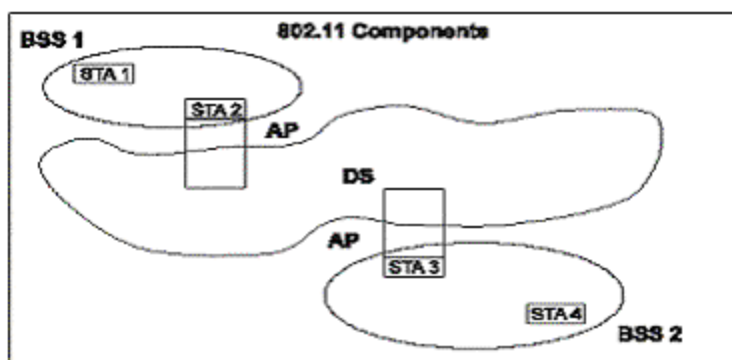 802.11 Components
BSS 1
STA 1
STA 2
AP
DS
AP
STA 3
STA 4
BSS 2